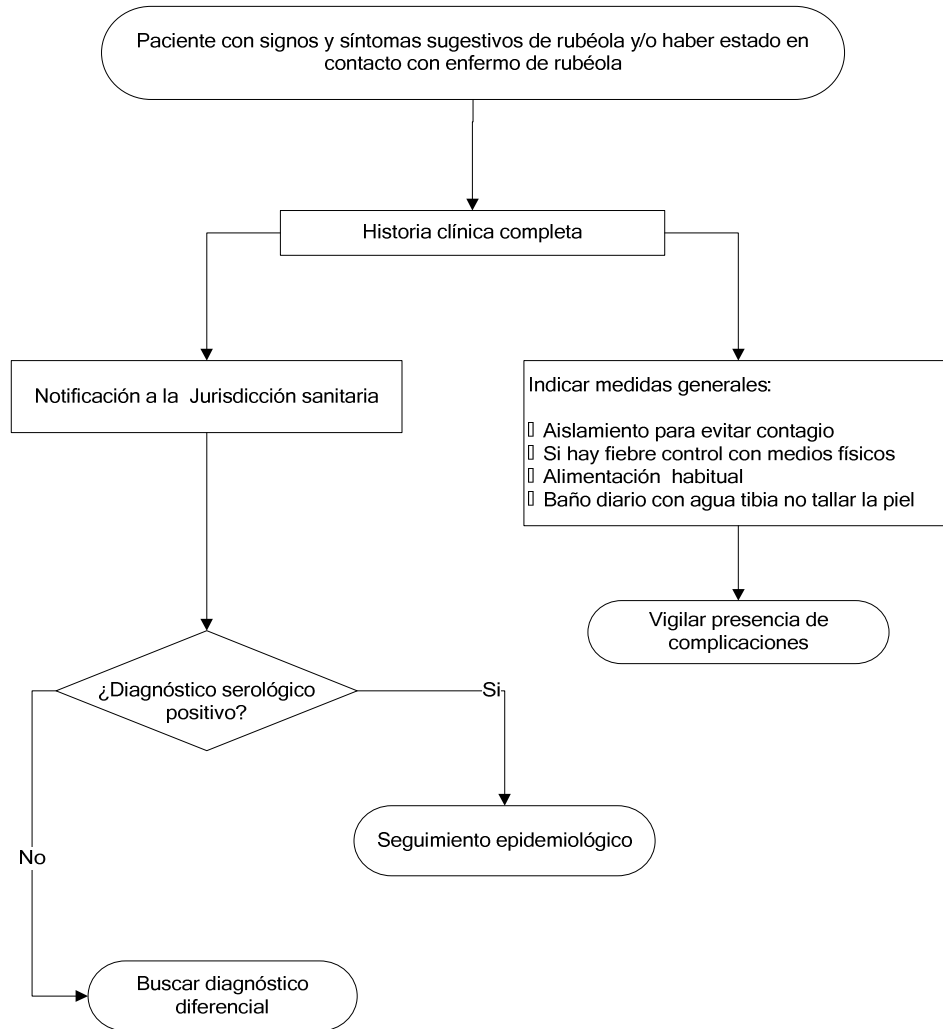 Paciente con signos y síntomas sugestivos de rubéola y/o haber estado en
contacto con enfermo de rubéola
Historia clínica completa
Notificación a la Jurisdicción sanitaria
Indicar medidas generales:
Aislamiento para evitar contagio
Si hay fiebre control con medios físicos
Alimentación habitual
Baño diario con agua tibia no tallar la piel
Vigilar presencia de
complicaciones
¿Diagnóstico serológico
positivo?
Si
Seguimiento epidemiológico
No
Buscar diagnóstico
diferencial